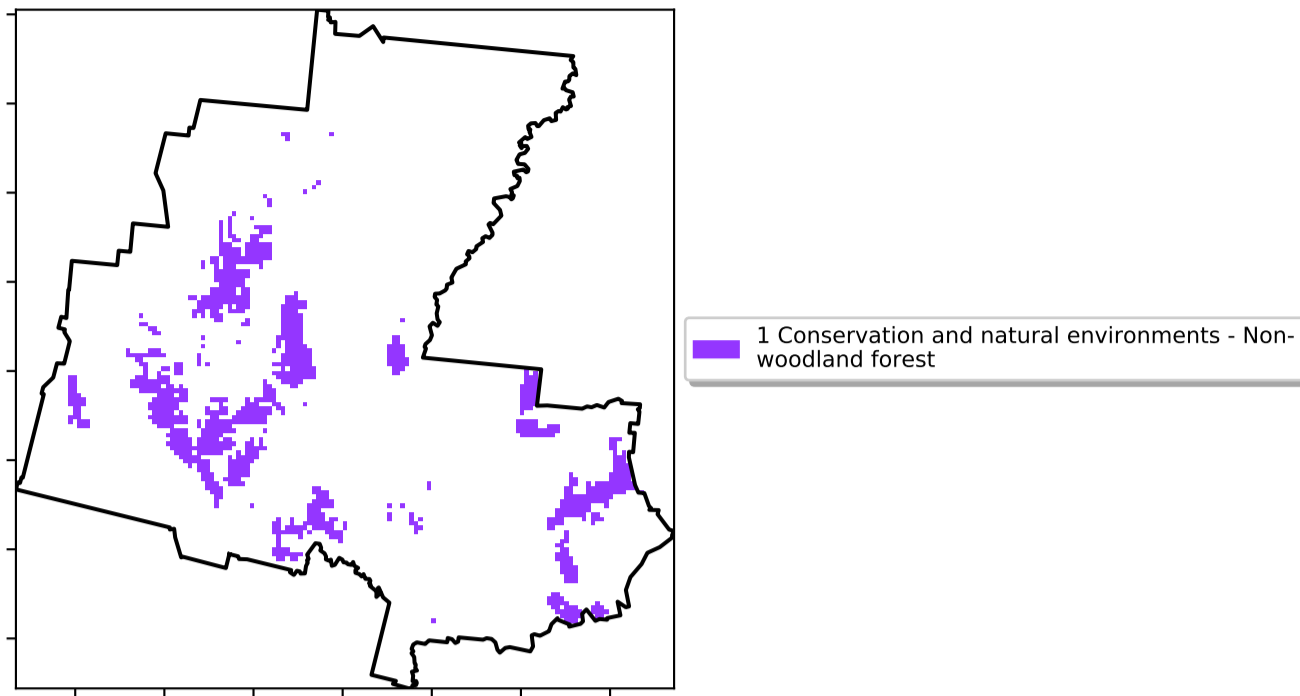 1 Conservation and natural environments - Non-
woodland forest